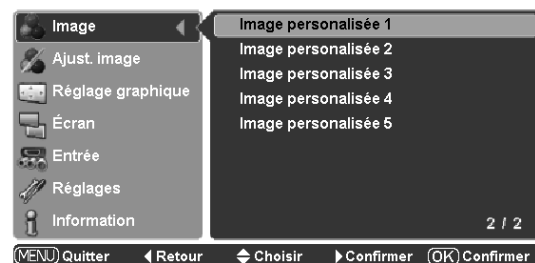 Image
Ajust. image
Réglage graphique
Écran
Entrée
Réglages
Information
Image personalisée 1
Image personalisée 2
Image personalisée 3
Image personalisée 4
Image personalisée 5
2 / 2
MENU Quitter Retour Choisir Confirmer OK Confirmer